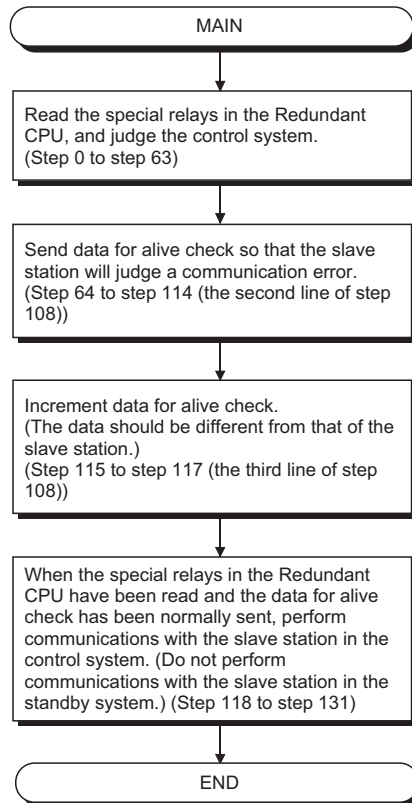 MAIN
Read the special relays in the Redundant
CPU, and judge the control system.
(Step 0 to step 63)
Send data for alive check so that the slave
station will judge a communication error.
(Step 64 to step 114 (the second line of step
108))
Increment data for alive check.
(The data should be different from that of the
slave station.)
(Step 115 to step 117 (the third line of step
108))
When the special relays in the Redundant
CPU have been read and the data for alive
check has been normally sent, perform
communications with the slave station in the
control system. (Do not perform
communications with the slave station in the
standby system.) (Step 118 to step 131)
END